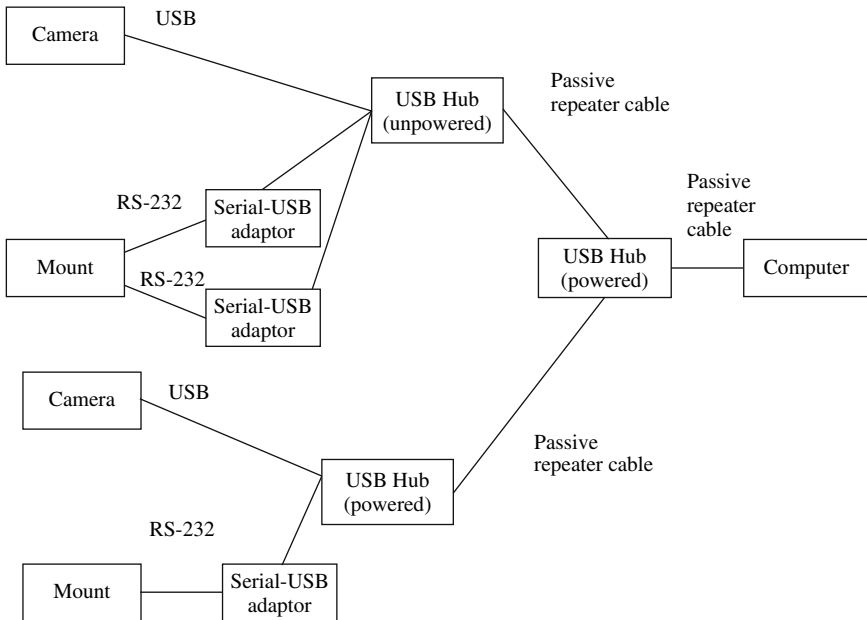 USB
Camera
USB Hub
(unpowered)
Passive
repeater cable
RS-232
Serial-USB
adaptor
Passive
repeater
cable
Mount
RS-232
Serial-USB
adaptor
USB Hub
(powered)
Computer
Camera
USB
Passive
repeater cable
USB Hub
(powered)
RS-232
Mount
Serial-USB
adaptor